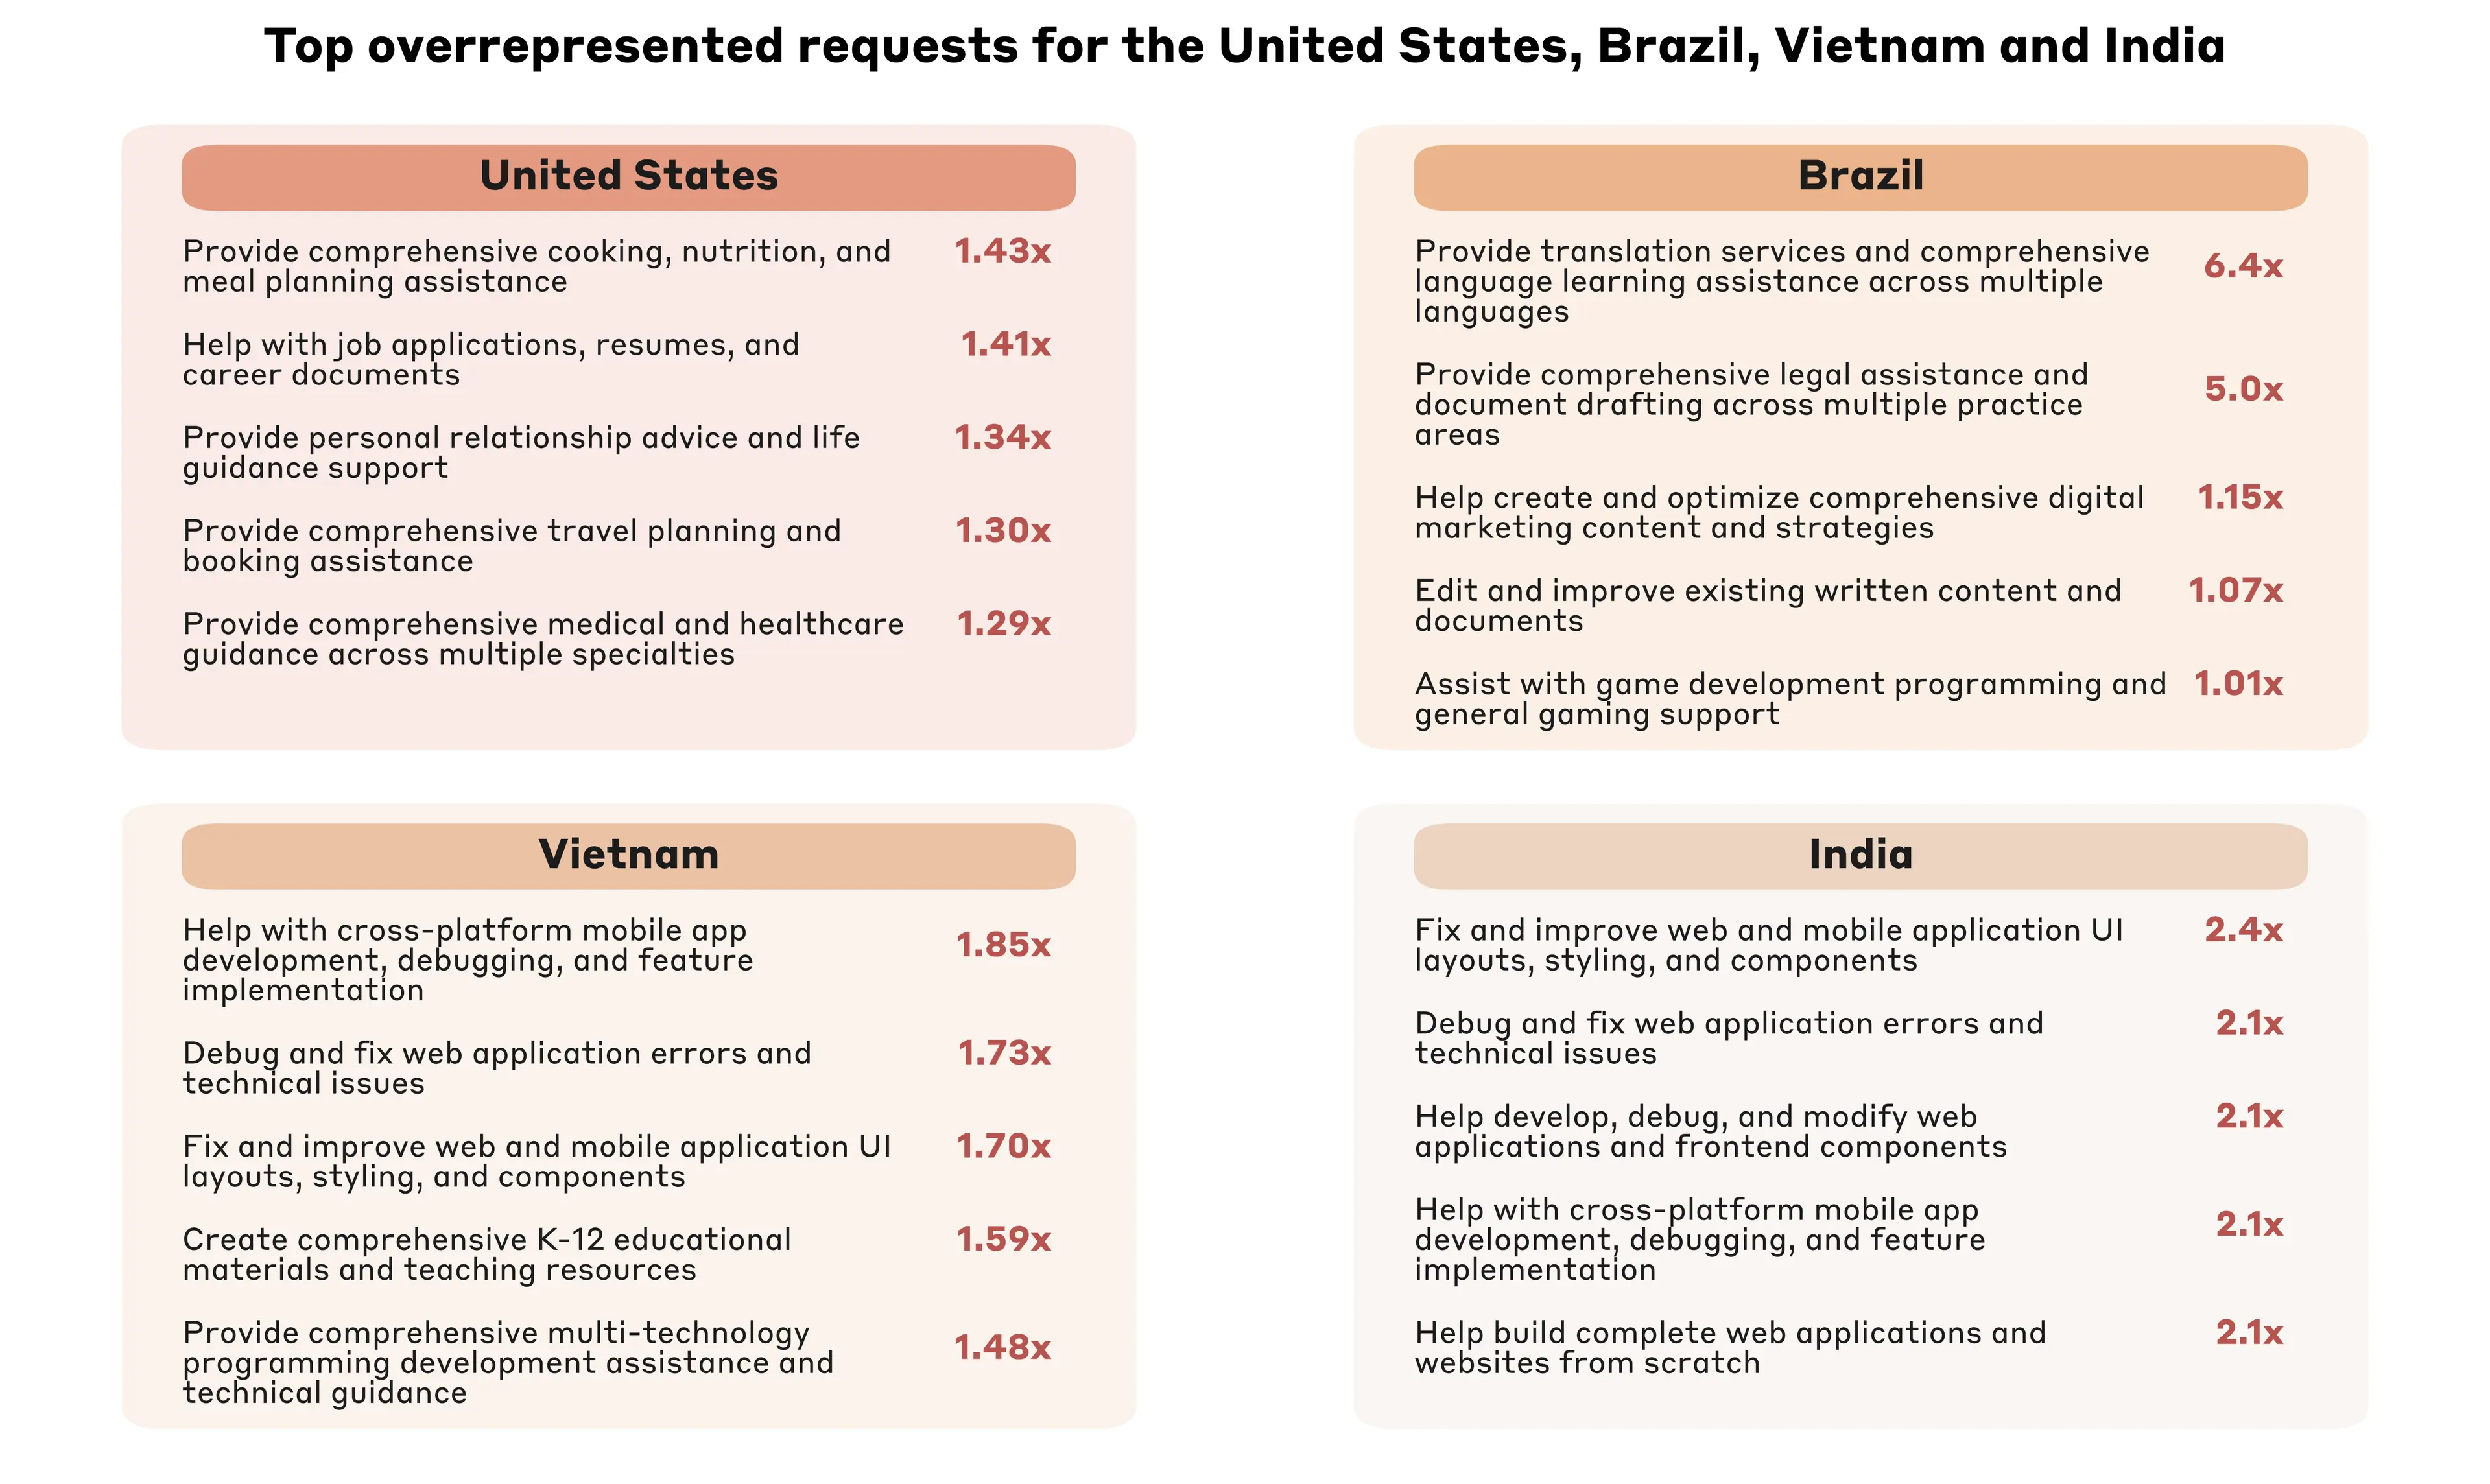 Top overrepresented requests for the United States, Brazil, Vietnam and India
United States
Provide comprehensive cooking, nutrition, and
meal planning assistance
1.43x
Help with job applications, resumes, and
career documents
1.41x
Provide personal relationship advice and life
guidance support
1.34x
Provide comprehensive travel planning and
booking assistance
1.30x
Provide comprehensive medical and healthcare
guidance across multiple specialties
1.29x
Brazil
Provide translation services and comprehensive
language learning assistance across multiple
languages
6.4x
Provide comprehensive legal assistance and
document drafting across multiple practice
areas
5.0x
Help create and optimize comprehensive digital
marketing content and strategies
1.15x
Edit and improve existing written content and
documents
1.07x
Assist with game development programming and
general gaming support
1.01x
Vietnam
Help with cross-platform mobile app
development, debugging, and feature
implementation
1.85x
Debug and fix web application errors and
technical issues
1.73x
Fix and improve web and mobile application UI
layouts, styling, and components
1.70x
Create comprehensive K-12 educational
materials and teaching resources
1.59x
Provide comprehensive multi-technology
programming development assistance and
technical guidance
1.48x
India
Fix and improve web and mobile application UI
layouts, styling, and components
2.4x
Debug and fix web application errors and
technical issues
2.1x
Help develop, debug, and modify web
applications and frontend components
2.1x
Help with cross-platform mobile app
development, debugging, and feature
implementation
2.1x
Help build complete web applications and
websites from scratch
2.1x